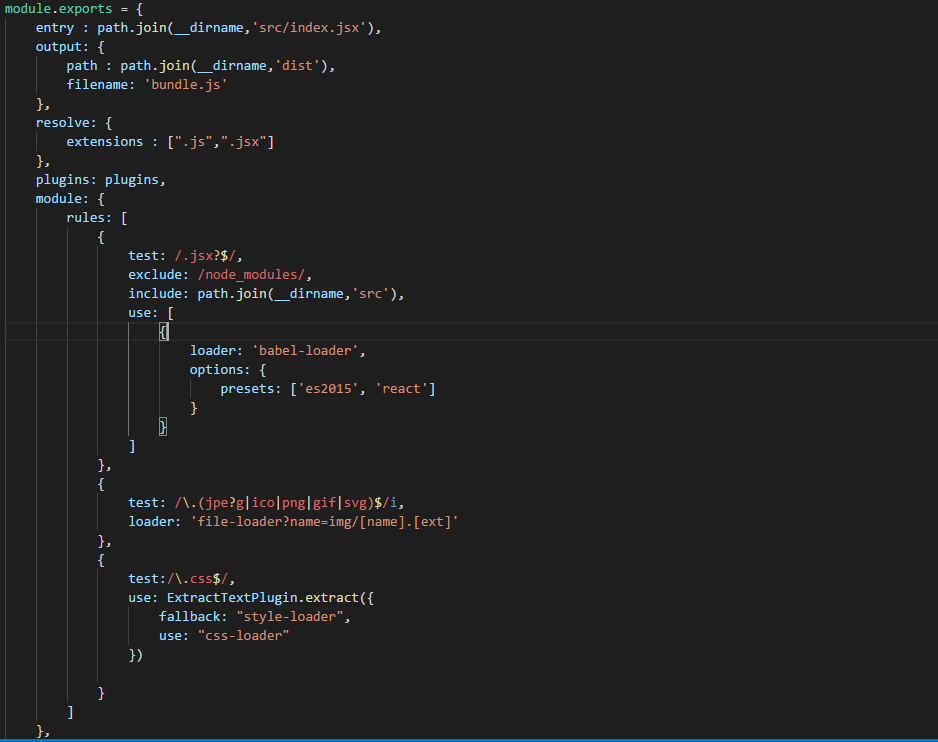 module.exports = {
    entry : path.join(__dirname,'src/index.jsx'),
    output: {
        path : path.join(__dirname,'dist'),
        filename: 'bundle.js'
    },
    resolve: {
        extensions : [".js",".jsx"]
    },
    plugins: plugins,
    module: {
        rules: [
            {
                test: /.jsx?$/,
                exclude: /node_modules/,
                include: path.join(__dirname,'src'),
                use: [
                    {
                        loader: 'babel-loader',
                        options: {
                            presets: ['es2015', 'react']
                        }
                    }
                ]
            },
            {
                test: /\.(jpe?g|ico|png|gif|svg)$/i,
                loader: 'file-loader?name=img/[name].[ext]'
            },
            {
                test:/\.css$/,
                use: ExtractTextPlugin.extract({
                    fallback: "style-loader",
                    use: "css-loader"
                })

            }
        ]
    },